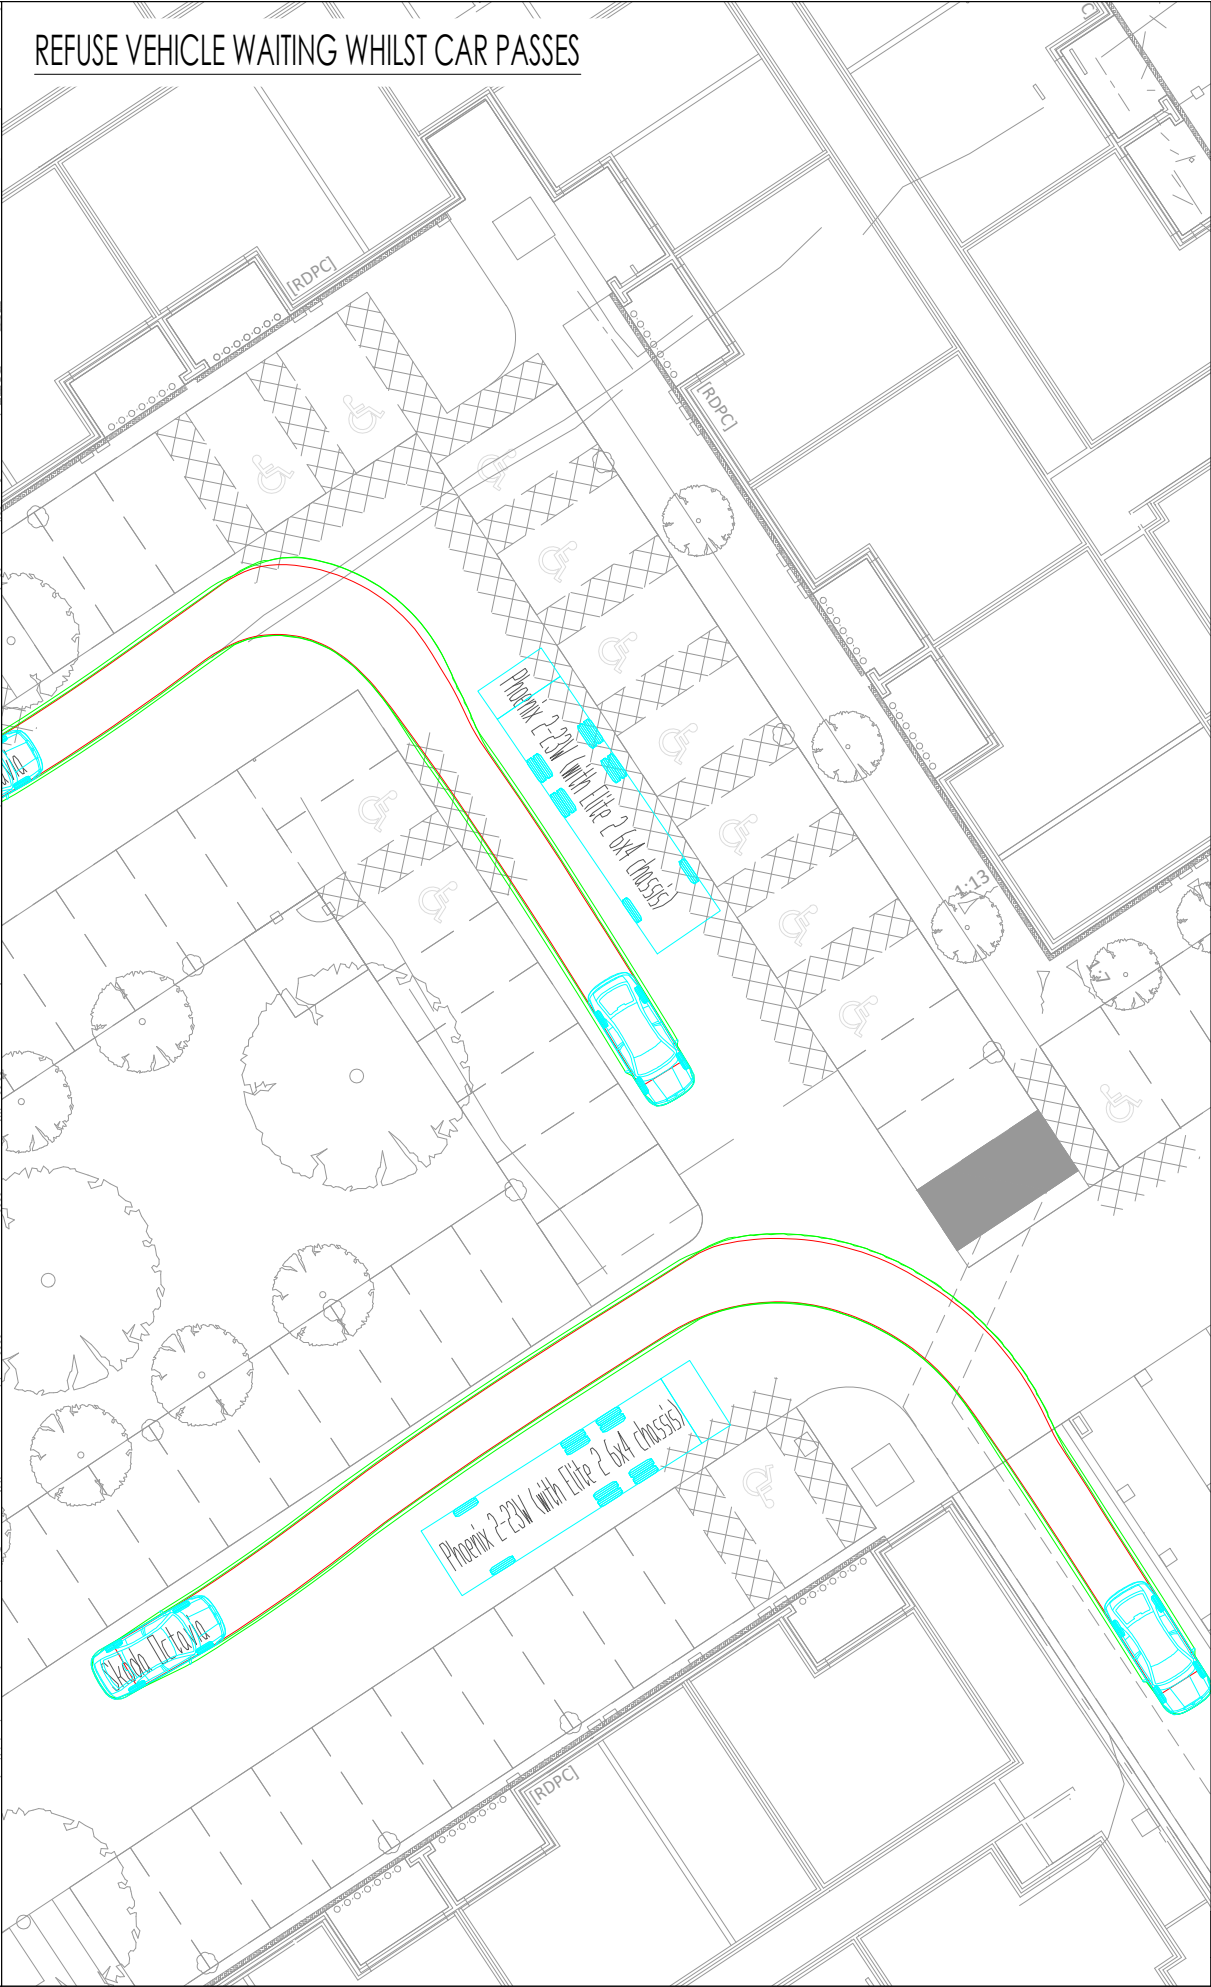 REFUSE VEHICLE WAITING WHILST CAR PASSES
[RDPC]
[RDPC]
Phoenix 2-23W (with Elite 2 6x4 chassis)
1:13
Phoenix 2-23W (with Elite 2 6x4 chassis)
Skoda Octavia
[RDPC]